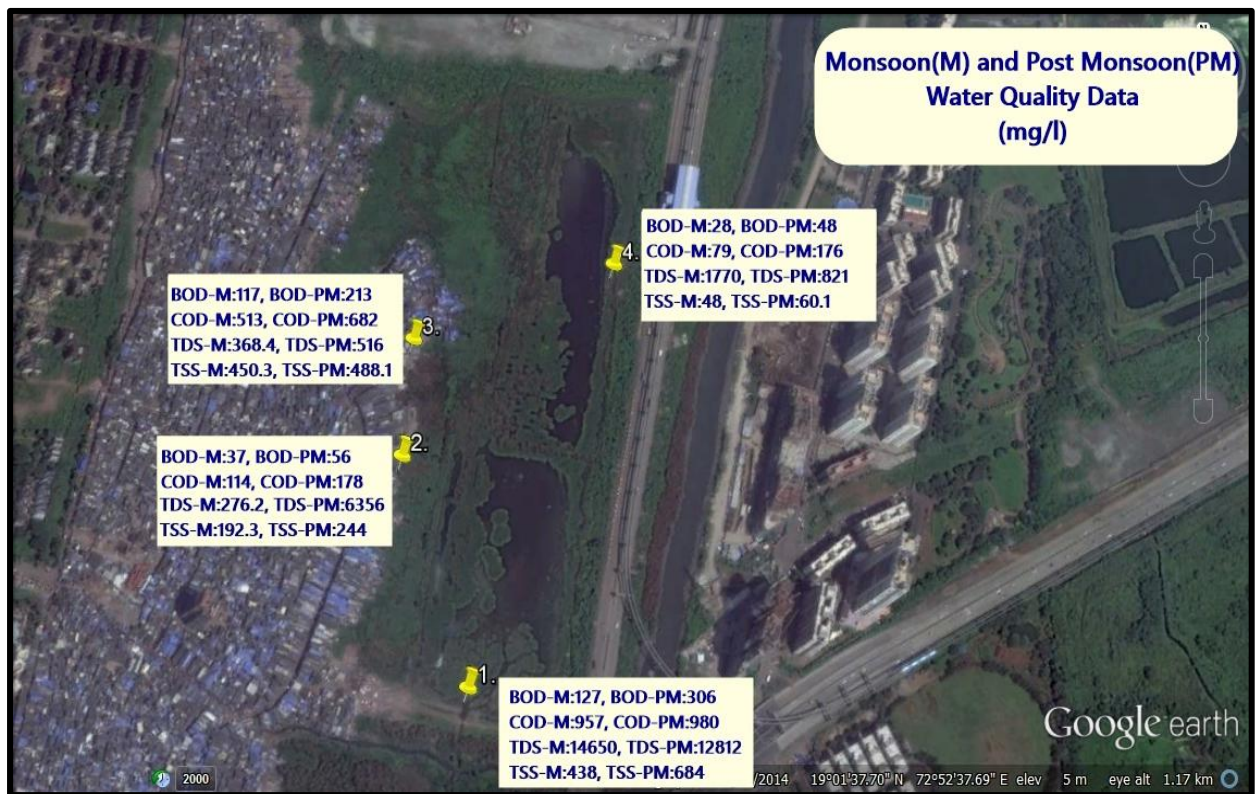 N
Monsoon(M) and Post Monsoon(PM)
Water Quality Data
(mg/l)
BOD-M:28, BOD-PM:48
COD-M:79, COD-PM:176
TDS-M:1770, TDS-PM:821
TSS-M:48, TSS-PM:60.1
4.
BOD-M:117, BOD-PM:213
COD-M:513, COD-PM:682
TDS-M:368.4, TDS-PM:516
TSS-M:450.3, TSS-PM:488.1
3.
BOD-M:37, BOD-PM:56
COD-M:114, COD-PM:178
TDS-M:276.2, TDS-PM:6356
TSS-M:192.3, TSS-PM:244
2.
1.
BOD-M:127, BOD-PM:306
COD-M:957, COD-PM:980
TDS-M:14650, TDS-PM:12812
TSS-M:438, TSS-PM:684
Google earth
2000
/2014 19°01'37.70" N 72°52'37.69" E elev 5 m eye alt 1.17 km